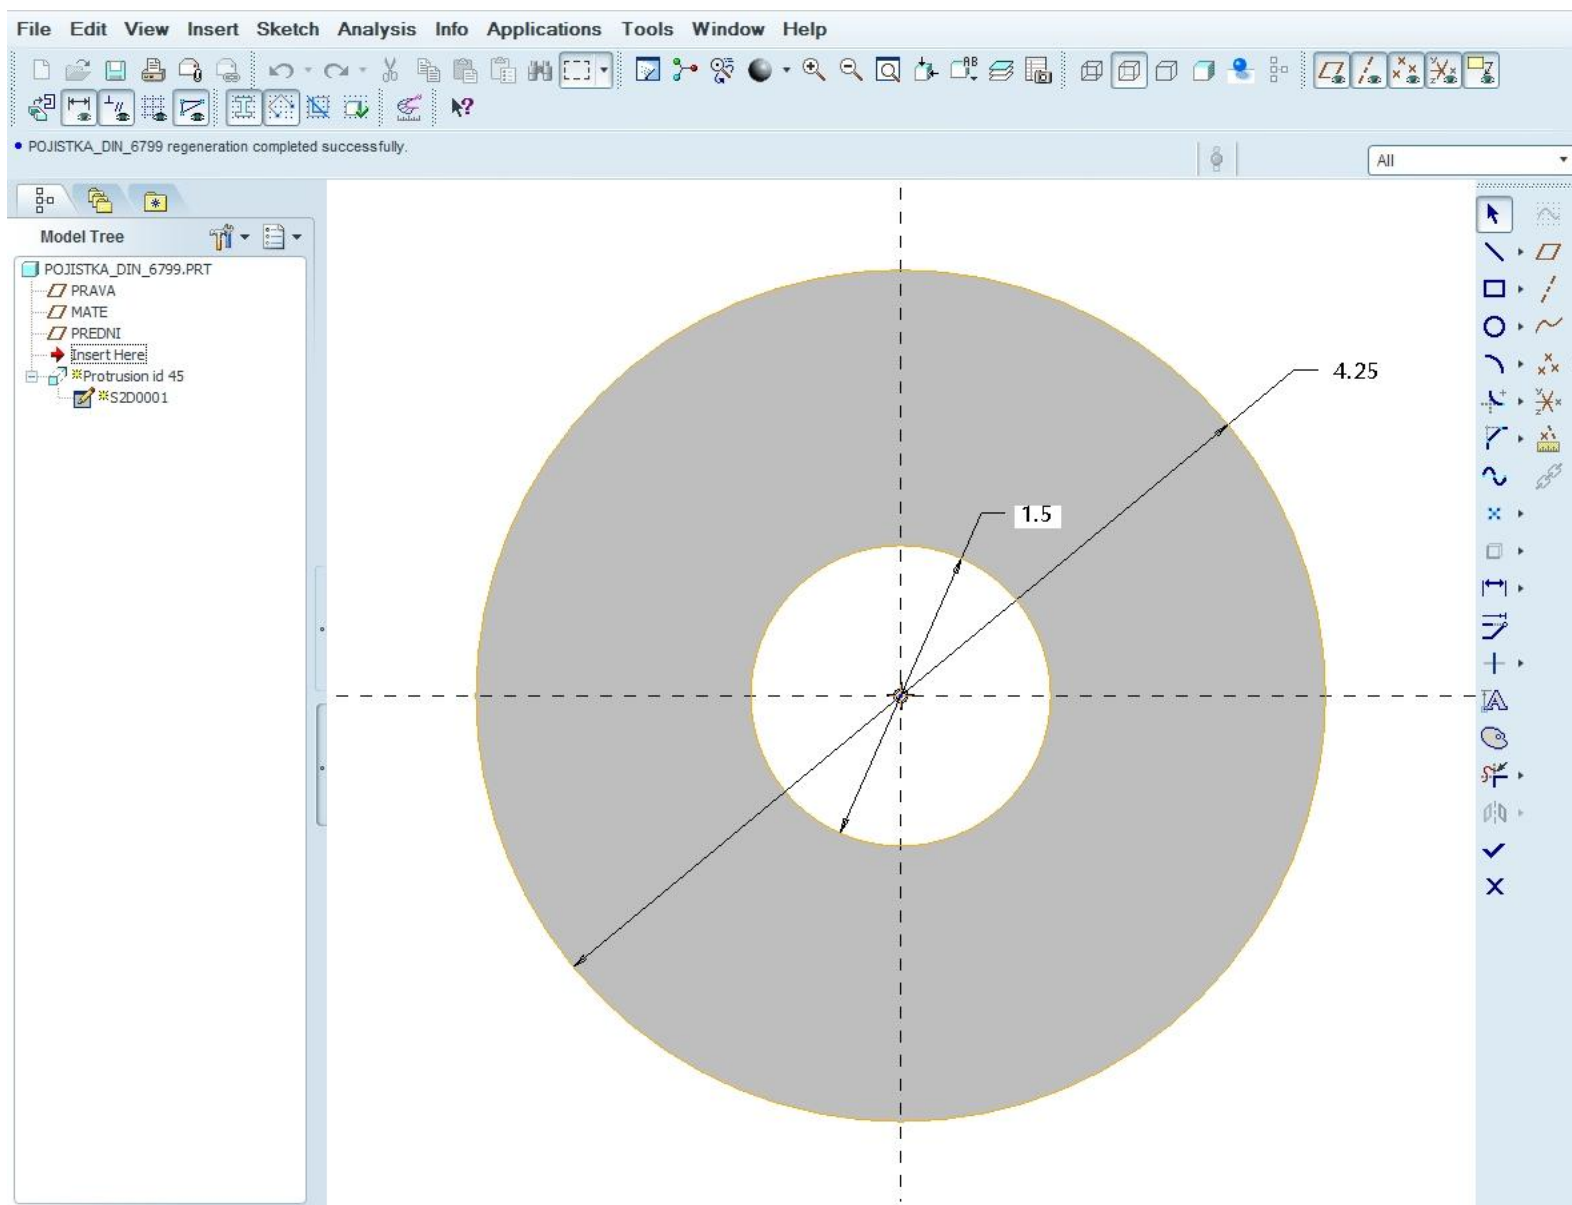 File Edit View Insert Sketch Analysis Info Applications Tools Window Help
POJISTKA_DIN_6799 regeneration completed successfully.
All
Model Tree
POJISTKA_DIN_6799.PRT
PRAVA
MATE
PREDNI
Insert Here
Protrusion id 45
S2D0001
4.25
1.5